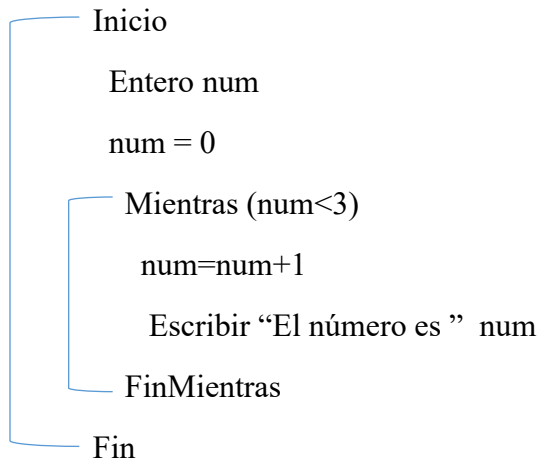 Inicio
Entero num
num = 0
Mientras (num<3)
num=num+1
Escribir “El número es ” num
FinMientras
Fin